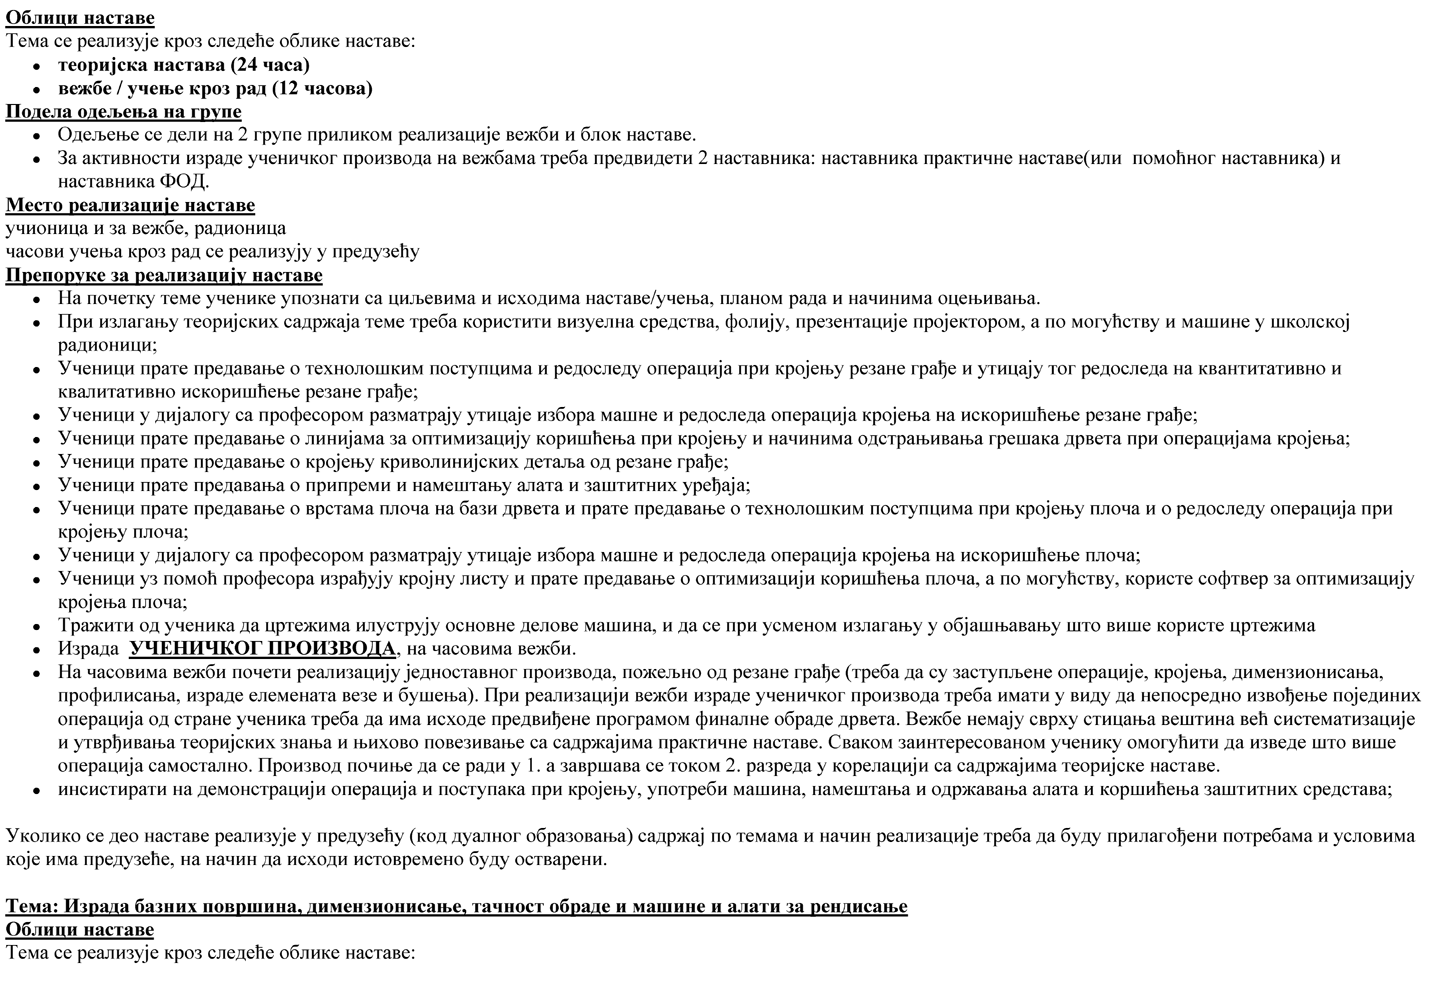 Облици наставе
Тема се реализује кроз следеће облике наставе:
• теоријска настава (24 часа)
• вежбе / учење кроз рад (12 часова)
Подела одељења на групе
• Одељење се дели на 2 групе приликом реализације вежби и блок наставе.
• За активности израде ученичког производа на вежбама треба предвидети 2 наставника: наставника практичне наставе(или помоћног наставника) и
наставника ФОД.
Место реализације наставе
учионица и за вежбе, радионица
часови учења кроз рад се реализују у предузећу
Препоруке за реализацију наставе
• На почетку теме ученике упознати са циљевима и исходима наставе/учења, планом рада и начинима оцењивања.
• При излагању теоријских садржаја теме треба користити визуелна средства, фолију, презентације пројектором, а по могућству и машине у школској
радионици;
• Ученици прате предавање о технолошким поступцима и редоследу операција при кројењу резане грађе и утицају тог редоследа на квантитативно и
квалитативно искоришћење резане грађе;
• Ученици у дијалогу са професором разматрају утицаје избора машне и редоследа операција кројења на искоришћење резане грађе;
• Ученици прате предавање о линијама за оптимизацију коришћења при кројењу и начинима одстрањивања грешака дрвета при операцијама кројења;
• Ученици прате предавање о кројењу криволинијских детаља од резане грађе;
• Ученици прате предавања о припреми и намештању алата и заштитних уређаја;
• Ученици прате предавање о врстама плоча на бази дрвета и прате предавање о технолошким поступцима при кројењу плоча и о редоследу операција при
кројењу плоча;
• Ученици у дијалогу са професором разматрају утицаје избора машне и редоследа операција кројења на искоришћење плоча;
• Ученици уз помоћ професора израђују кројну листу и прате предавање о оптимизацији коришћења плоча, а по могућству, користе софтвер за оптимизацију
кројења плоча;
• Тражити од ученика да цртежима илуструју основне делове машина, и да се при усменом излагању у објашњавању што више користе цртежима
• Израда УЧЕНИЧКОГ ПРОИЗВОДА, на часовима вежби.
• На часовима вежби почети реализацију једноставног производа, пожељно од резане грађе (треба да су заступљене операције, кројења, димензионисања,
профилисања, израде елемената везе и бушења). При реализацији вежби израде ученичког производа треба имати у виду да непосредно извођење појединих
операција од стране ученика треба да има исходе предвиђене програмом финалне обраде дрвета. Вежбе немају сврху стицања вештина већ систематизације
и утврђивања теоријских знања и њихово повезивање са садржајима практичне наставе. Сваком заинтересованом ученику омогућити да изведе што више
операција самостално. Производ почиње да се ради у 1. а завршава се током 2. разреда у корелацији са садржајима теоријске наставе.
• инсистирати на демонстрацији операција и поступака при кројењу, употреби машина, намештања и одржавања алата и коршићења заштитних средстава;
Уколико се део наставе реализује у предузећу (код дуалног образовања) садржај по темама и начин реализације треба да буду прилагођени потребама и условима
које има предузеће, на начин да исходи истовремено буду остварени.
Тема: Израда базних површина, димензионисање, тачност обраде и машине и алати за рендисање
Облици наставе
Тема се реализује кроз следеће облике наставе: